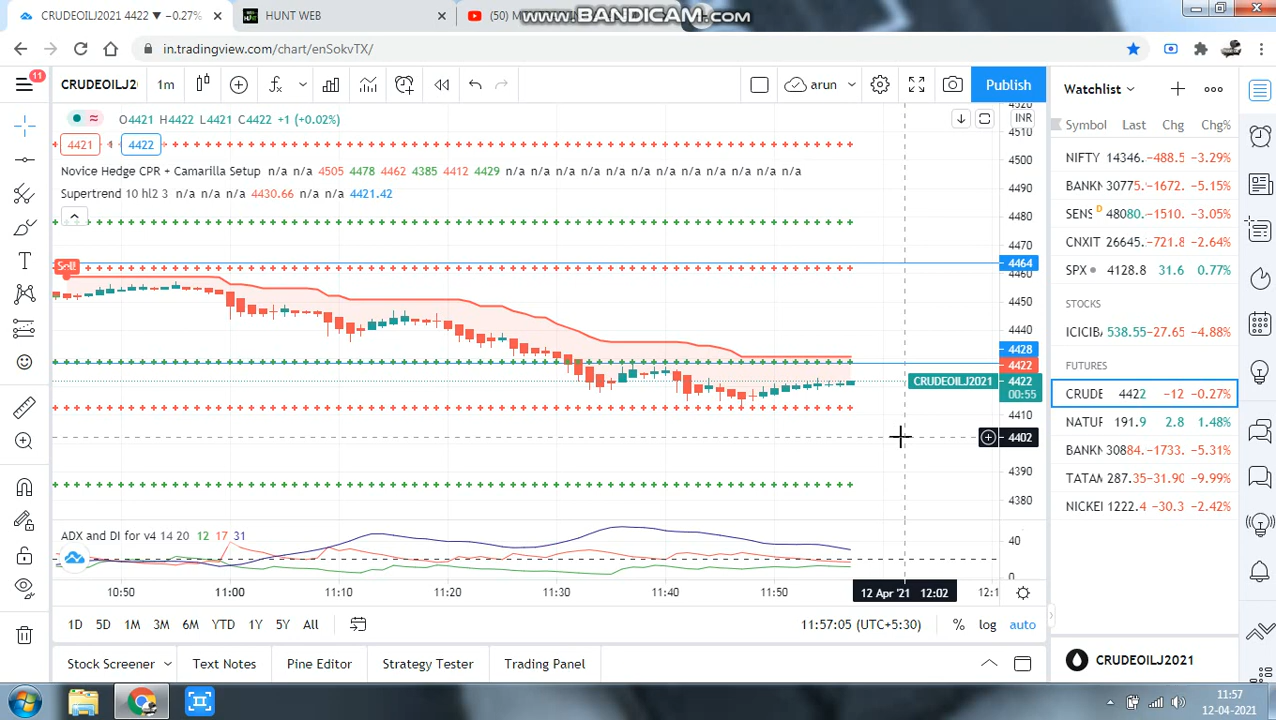 CRUDEOILJ2021 4422 ▼ −0.27%
HUNT WEB
(50) M
www.BANDICAM.com
in.tradingview.com/chart/enSokvTX/
11
CRUDEOILJ
1m
arun
Publish
Watchlist
O4421 H4422 L4421 C4422 +1 (+0.02%)
4421 1 4422
Novice Hedge CPR + Camarilla Setup n/a n/a 4505 4478 4462 4385 4412 4429 n/a n/a n/a n/a n/a n/a n/a n/a n/a n/a n/a
Supertrend 10 hl2 3 n/a n/a n/a 4430.66 n/a n/a 4421.42
Sell
INR
4520
4510
4500
4490
4480
4470
4464
4460
4450
4440
4428
4422
CRUDEOILJ2021 4422
00:55
4410
4402
4390
4380
ADX and DI for v4 14 20 12 17 31
40
0
10:50 11:00 11:10 11:20 11:30 11:40 11:50 12 Apr '21 12:02 12:1
1D 5D 1M 3M 6M YTD 1Y 5Y All
11:57:05 (UTC+5:30) % log auto
Stock Screener Text Notes Pine Editor Strategy Tester Trading Panel
Symbol Last Chg Chg%
NIFTY 14346. −488.5 −3.29%
BANKN 30775. −1672. −5.15%
SENS D 48080. −1510. −3.05%
CNXIT 26645. −721.8 −2.64%
SPX 4128.8 31.6 0.77%
STOCKS
ICICIB 538.55 −27.65 −4.88%
FUTURES
CRUDE 4422 −12 −0.27%
NATUR 191.9 2.8 1.48%
BANKN 30884. −1733. −5.31%
TATAM 287.35 −31.90 −9.99%
NICKEL 1222.4 −30.3 −2.42%
CRUDEOILJ2021
11:57
12-04-2021